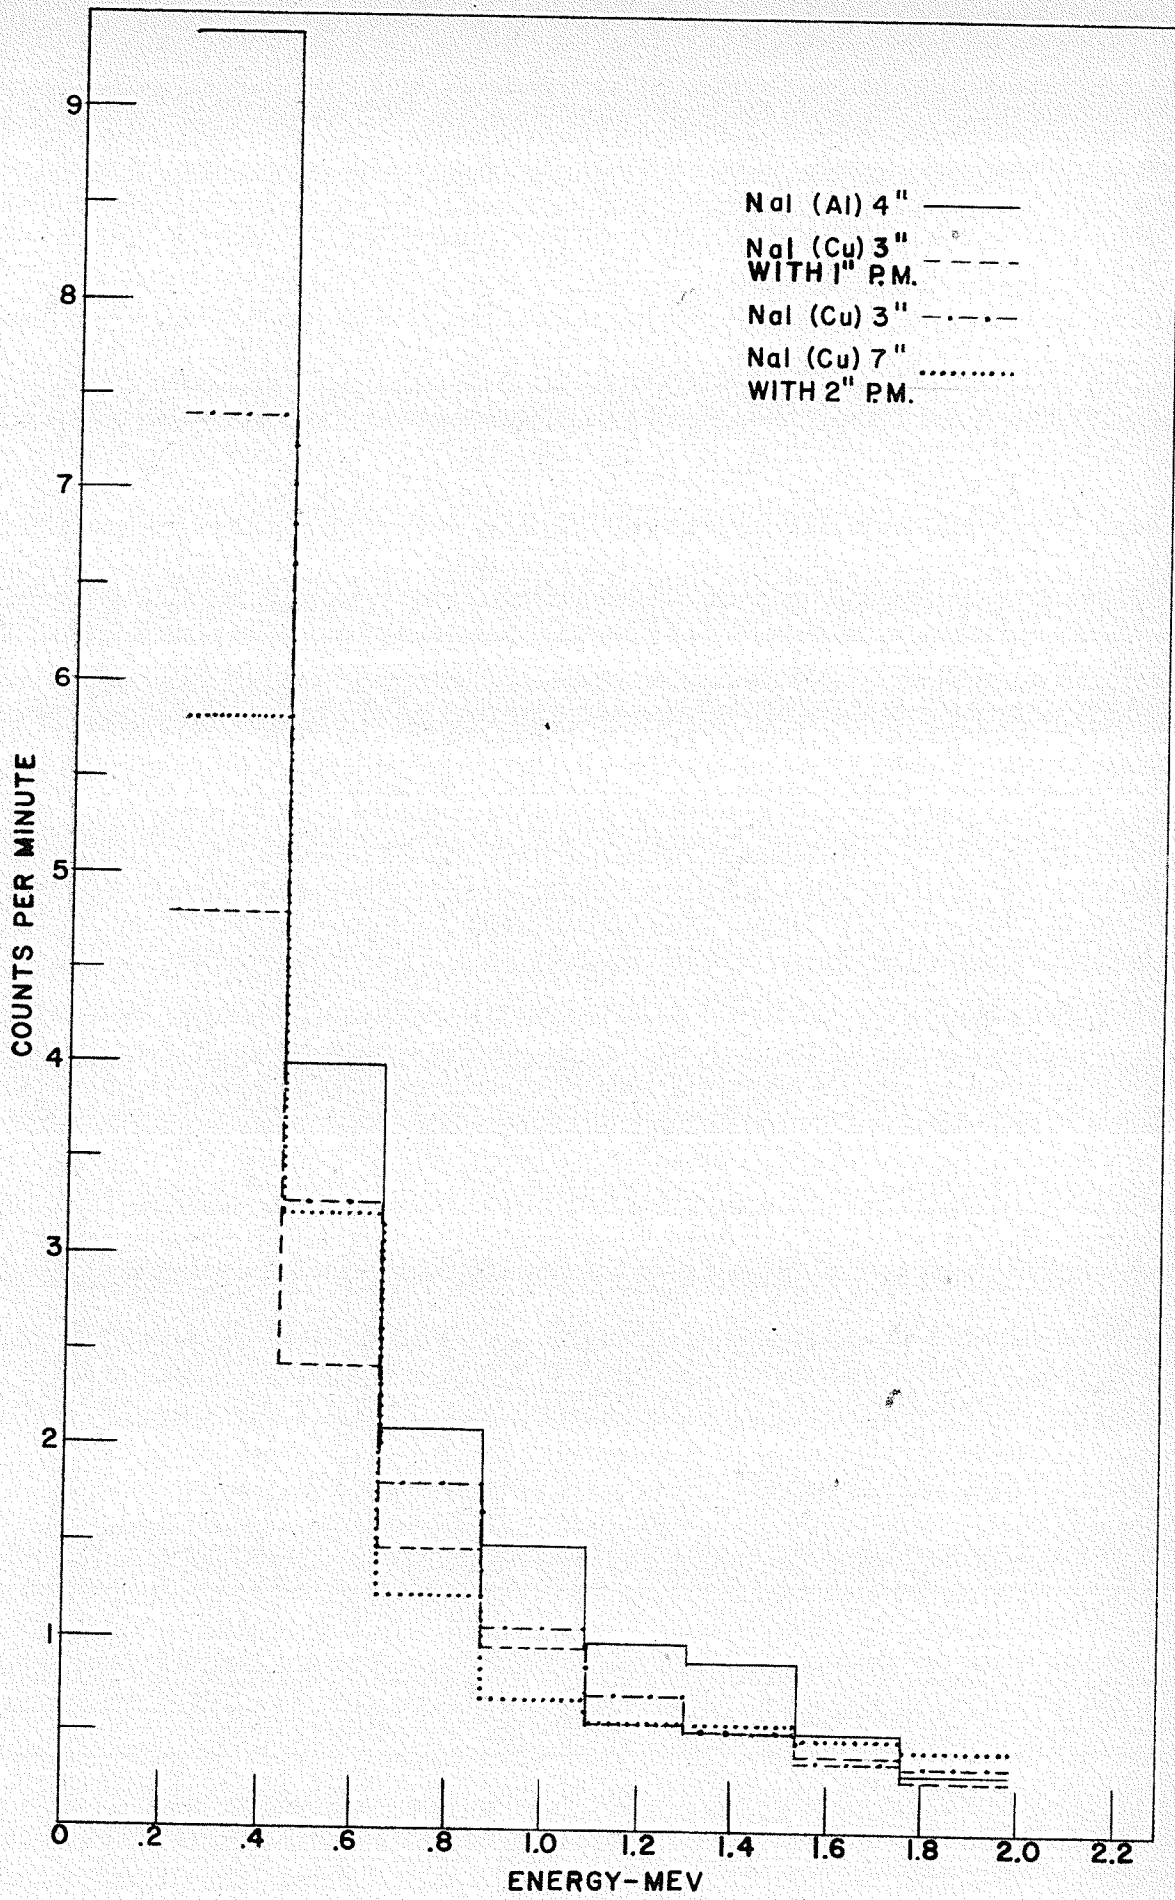 9
8
7
6
5
4
3
2
1
COUNTS PER MINUTE
NaI (Al) 4"
NaI (Cu) 3"
WITH 1" P.M.
NaI (Cu) 3"
NaI (Cu) 7"
WITH 2" P.M.
0 .2 .4 .6 .8 1.0 1.2 1.4 1.6 1.8 2.0 2.2
ENERGY-MEV